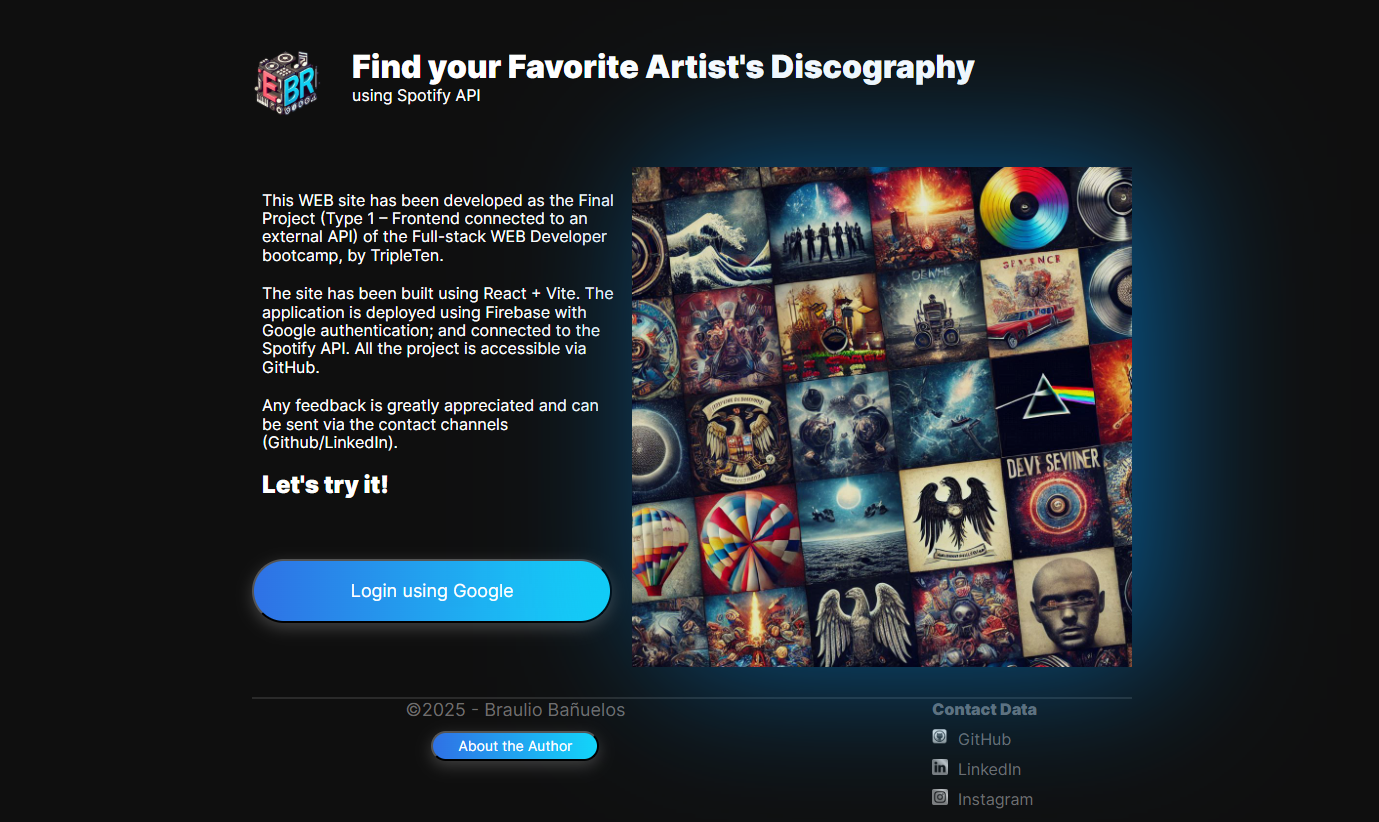 EBR
Find your Favorite Artist's Discography
using Spotify API
This WEB site has been developed as the Final
Project (Type 1 – Frontend connected to an
external API) of the Full-stack WEB Developer
bootcamp, by TripleTen.
The site has been built using React + Vite. The
application is deployed using Firebase with
Google authentication; and connected to the
Spotify API. All the project is accessible via
GitHub.
Any feedback is greatly appreciated and can
be sent via the contact channels
(Github/LinkedIn).
Let's try it!
Login using Google
©2025 - Braulio Bañuelos
About the Author
Contact Data
GitHub
LinkedIn
Instagram